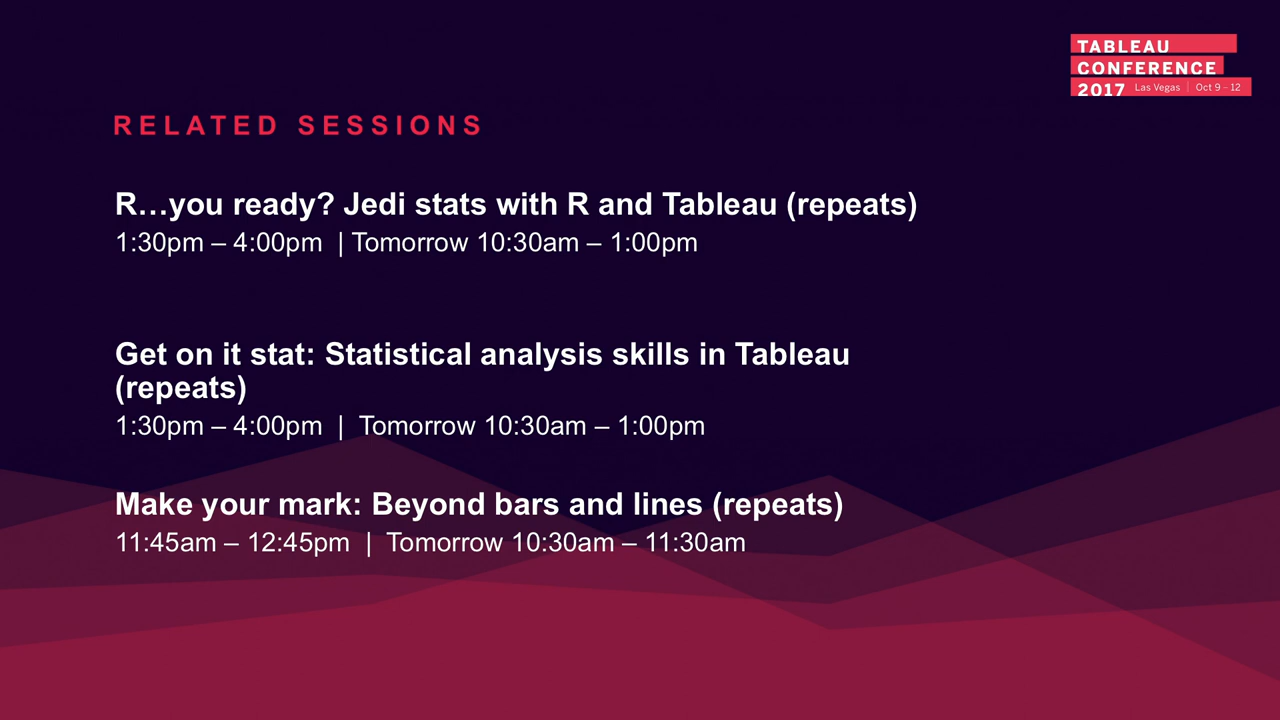 TABLEAU
CONFERENCE
2017 Las Vegas | Oct 9 - 12
RELATED SESSIONS
R…you ready? Jedi stats with R and Tableau (repeats)
1:30pm – 4:00pm | Tomorrow 10:30am – 1:00pm
Get on it stat: Statistical analysis skills in Tableau
(repeats)
1:30pm – 4:00pm | Tomorrow 10:30am – 1:00pm
Make your mark: Beyond bars and lines (repeats)
11:45am – 12:45pm | Tomorrow 10:30am – 11:30am